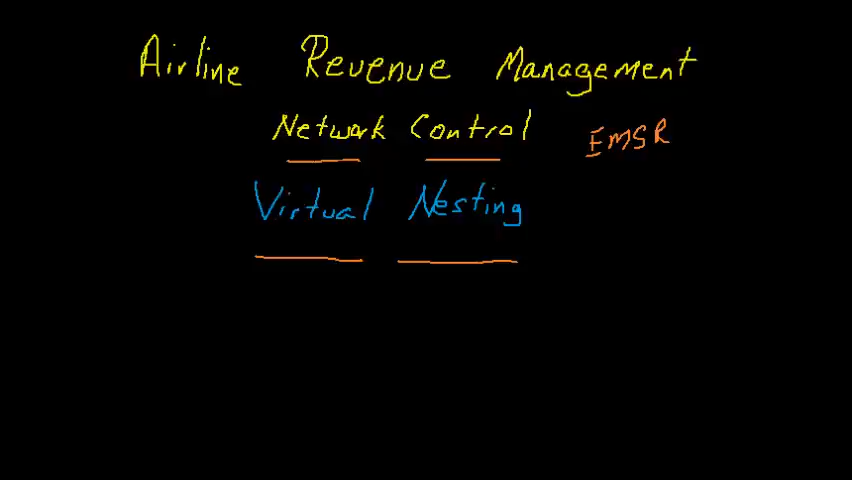 Airline Revenue Management
Network Control EMSR
Virtual Nesting